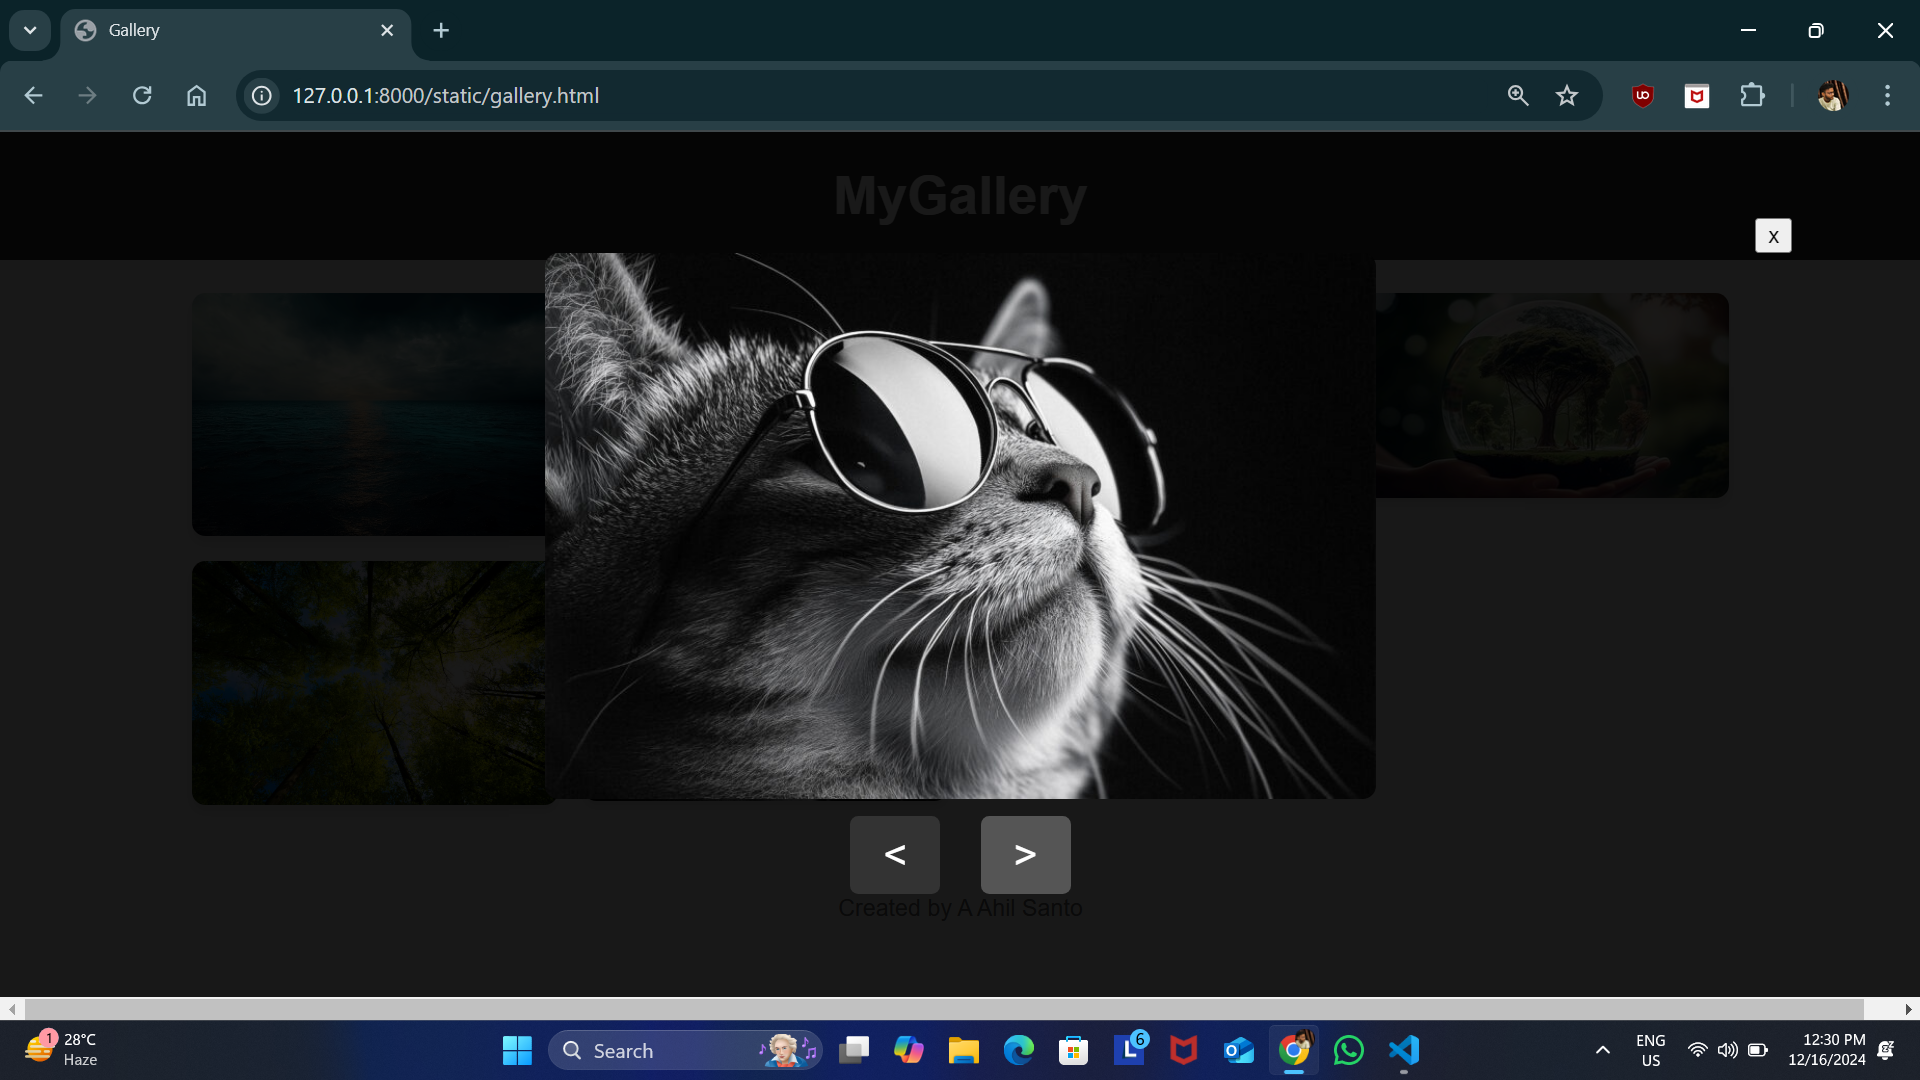 Gallery
127.0.0.1:8000/static/gallery.html
MyGallery
X
<
>
Created by A Ahil Santo
1
28°C
Haze
Search
6
ENG
US
12:30 PM
12/16/2024